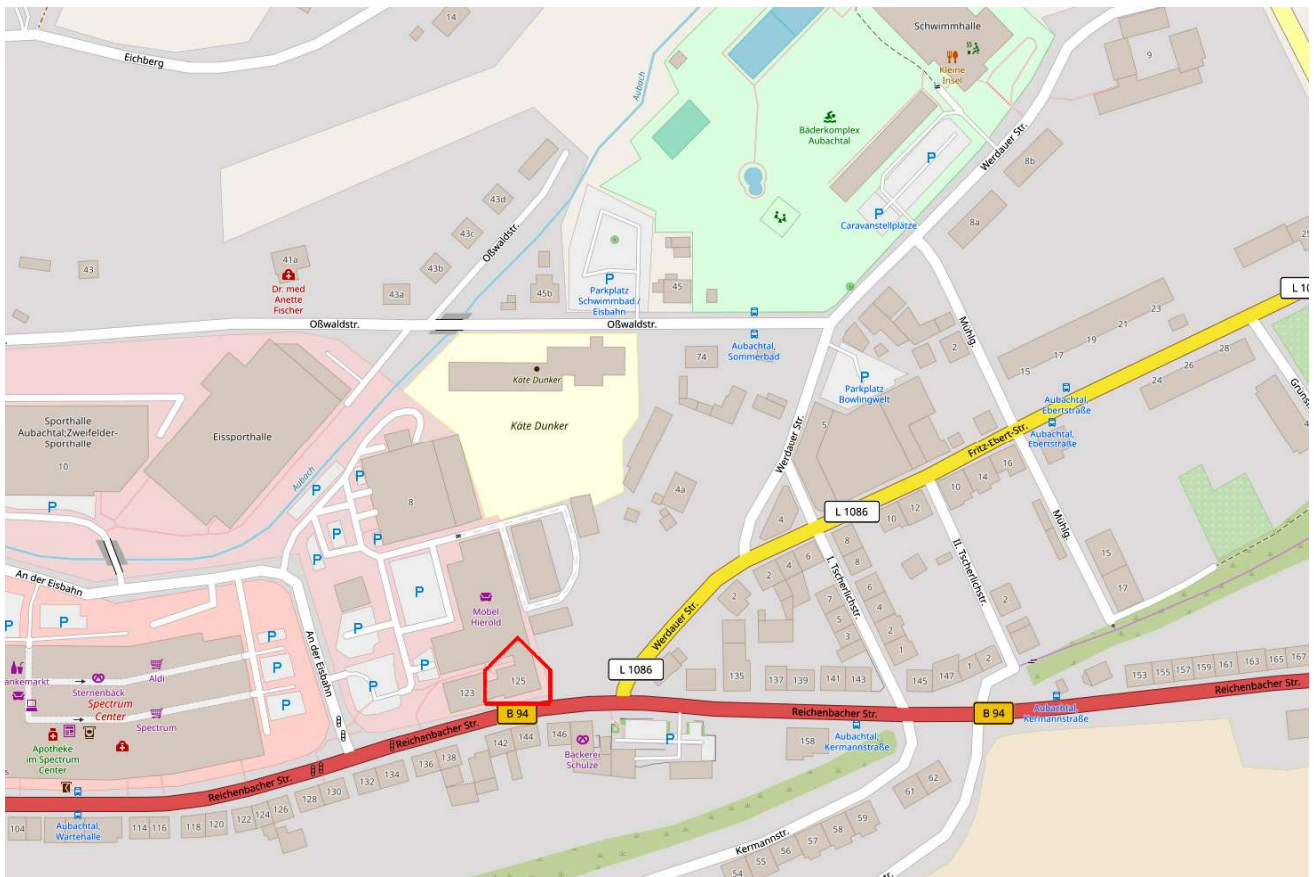 14
Eichberg
Aubach
Schwimmhalle
Kleine
Insel
9
Bäderkomplex
Aubachtal
P
Werdauer Str.
8b
8a
P
Caravanstellplätze
43d
43c
Oßwaldstr.
43b
43a
43
41a
Dr. med
Anette
Fischer
45b
P
Parkplatz
Schwimmbad /
Eisbahn
45
25
L 10
Oßwaldstr.
Oßwaldstr.
Aubachtal,
Sommerbad
74
Mühlg.
2
23
21
19
17
15
28
26
24
Aubachtal,
Ebertstraße
Aubachtal,
Ebertstraße
Grünst
4
P
Parkplatz
Bowlingwelt
Käte Dunker
Käte Dunker
Sporthalle
Aubachtal;Zweifelder-
Sporthalle
10
Eissporthalle
Aubach
5
Werdauer Str.
Fritz-Ebert-Str.
16
14
10
12
10
L 1086
4
4a
8
P
P
P
P
P
P
P
P
P
P
P
P
P
P
8
8
6
4
2
2
I. Tscherlichstr.
7
5
3
6
4
1
II. Tscherlichstr.
2
1
2
Mühlg.
15
17
An der Eisbahn
An der Eisbahn
Möbel
Hierold
Werdauer Str.
L 1086
123
125
B 94
135
137
139
141
143
145
147
153
155
157
159
161
163
165
167
Reichenbacher Str.
Reichenbacher Str.
B 94
Aubachtal,
Kermannstraße
Aubachtal,
Kermannstraße
ankemarkt
Sternenbäck
Aldi
Spectrum
Center
Spectrum
Apotheke
im Spectrum
Center
s
Reichenbacher Str.
Reichenbacher Str.
146
144
142
138
136
134
132
130
128
126
124
122
120
118
116
114
104
Aubachtal,
Wartehalle
Bäckerei
Schulze
P
158
62
61
59
58
57
56
55
54
Kermannstr.
tr.